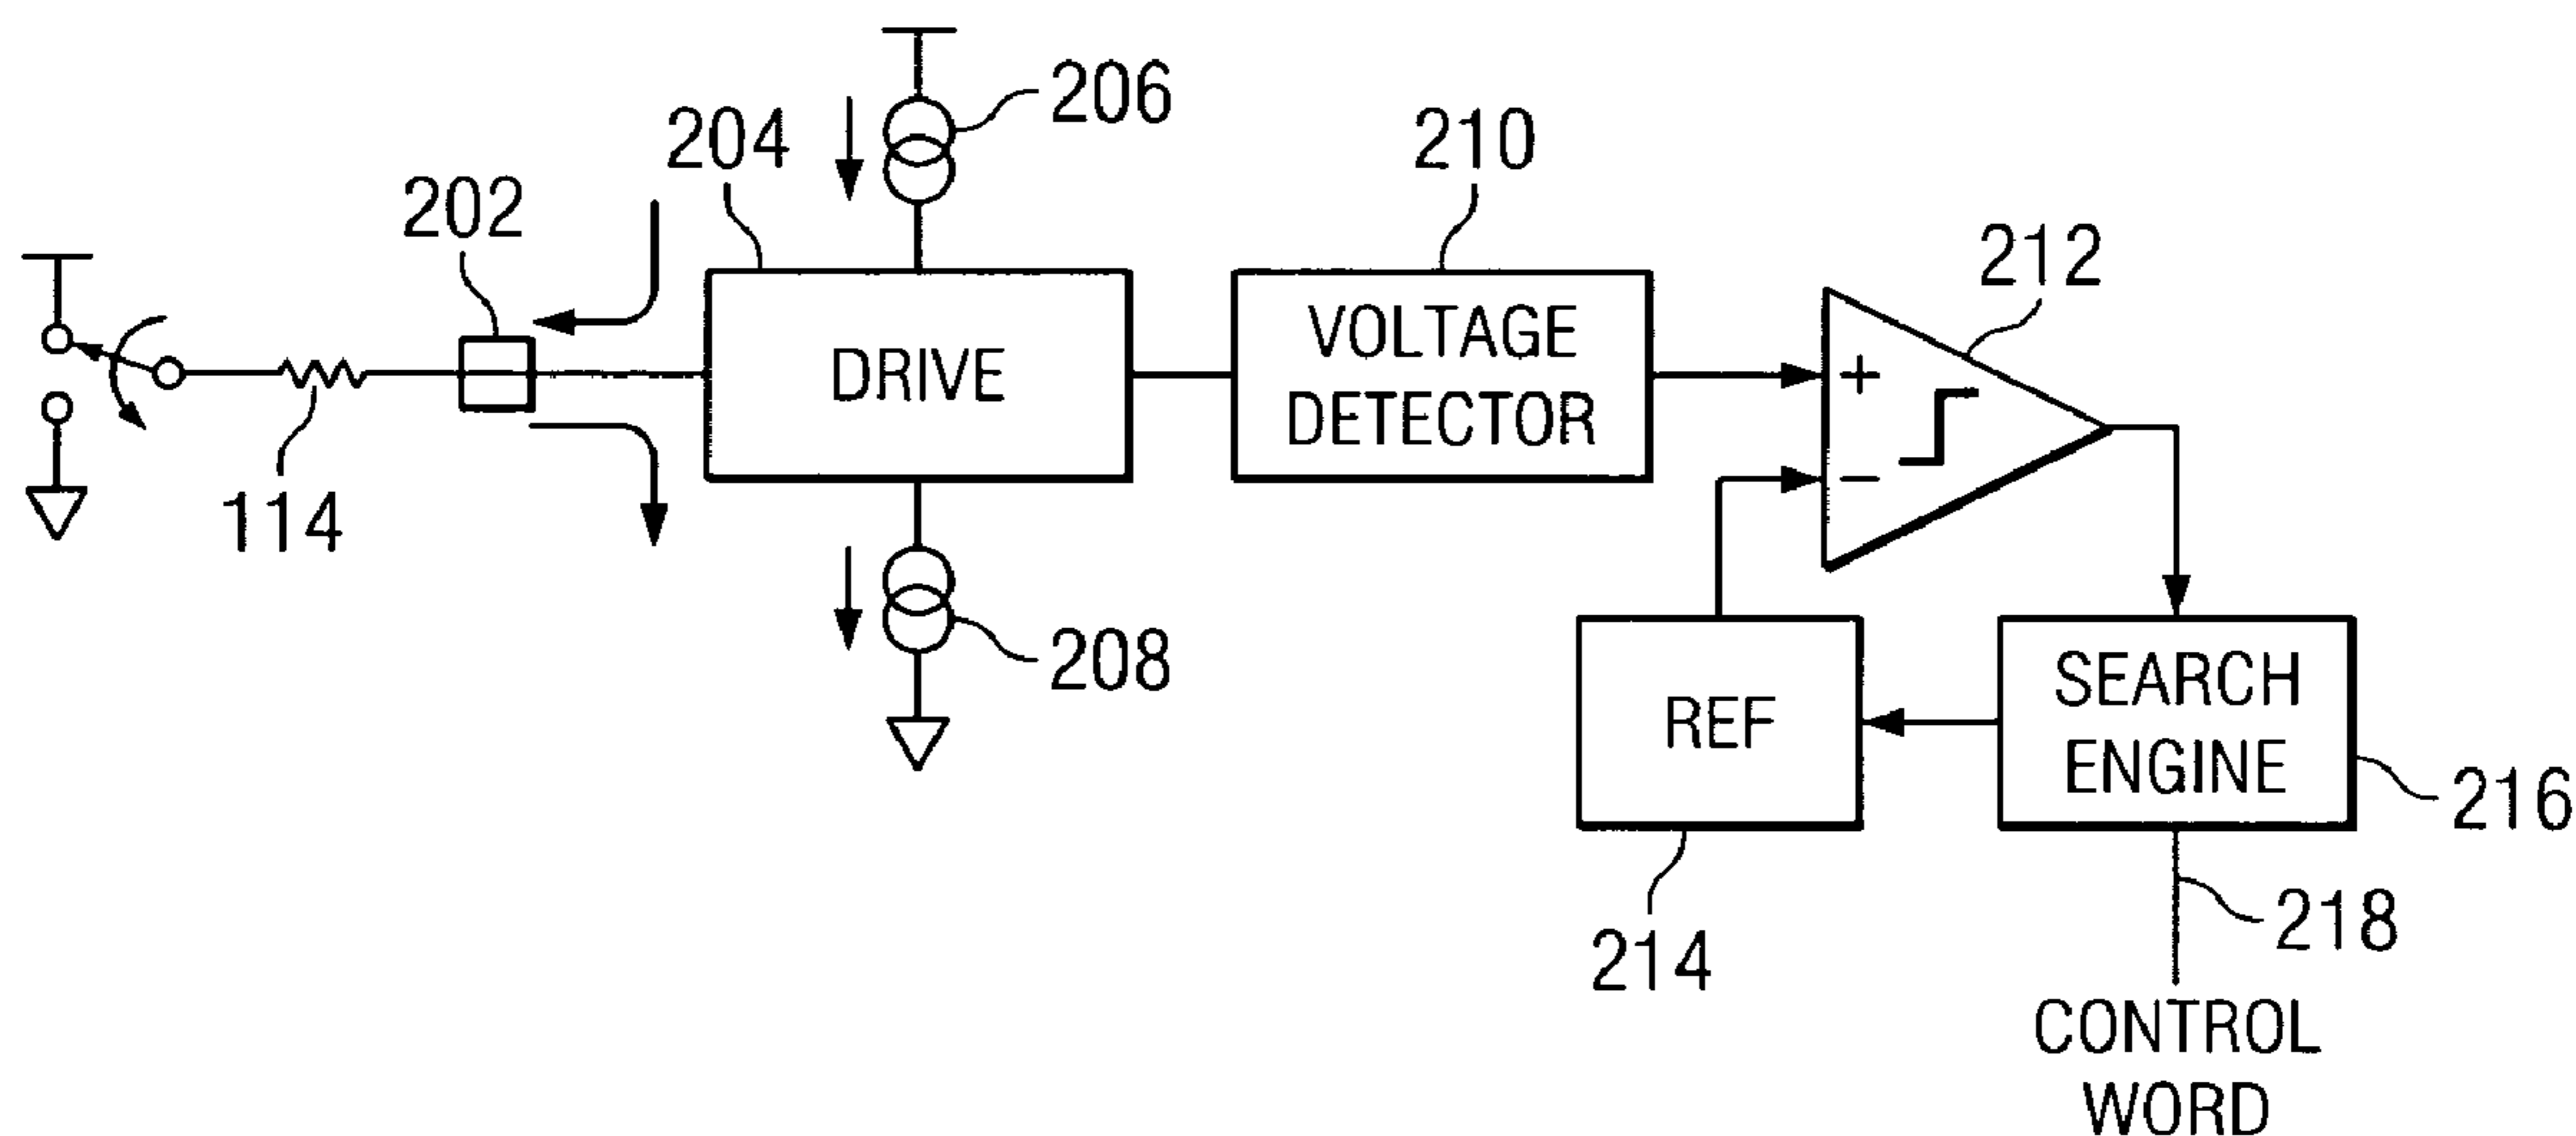 206
204
210
202
212
DRIVE
VOLTAGE
DETECTOR
+
−
114
208
REF
SEARCH
ENGINE
216
214
218
CONTROL
WORD